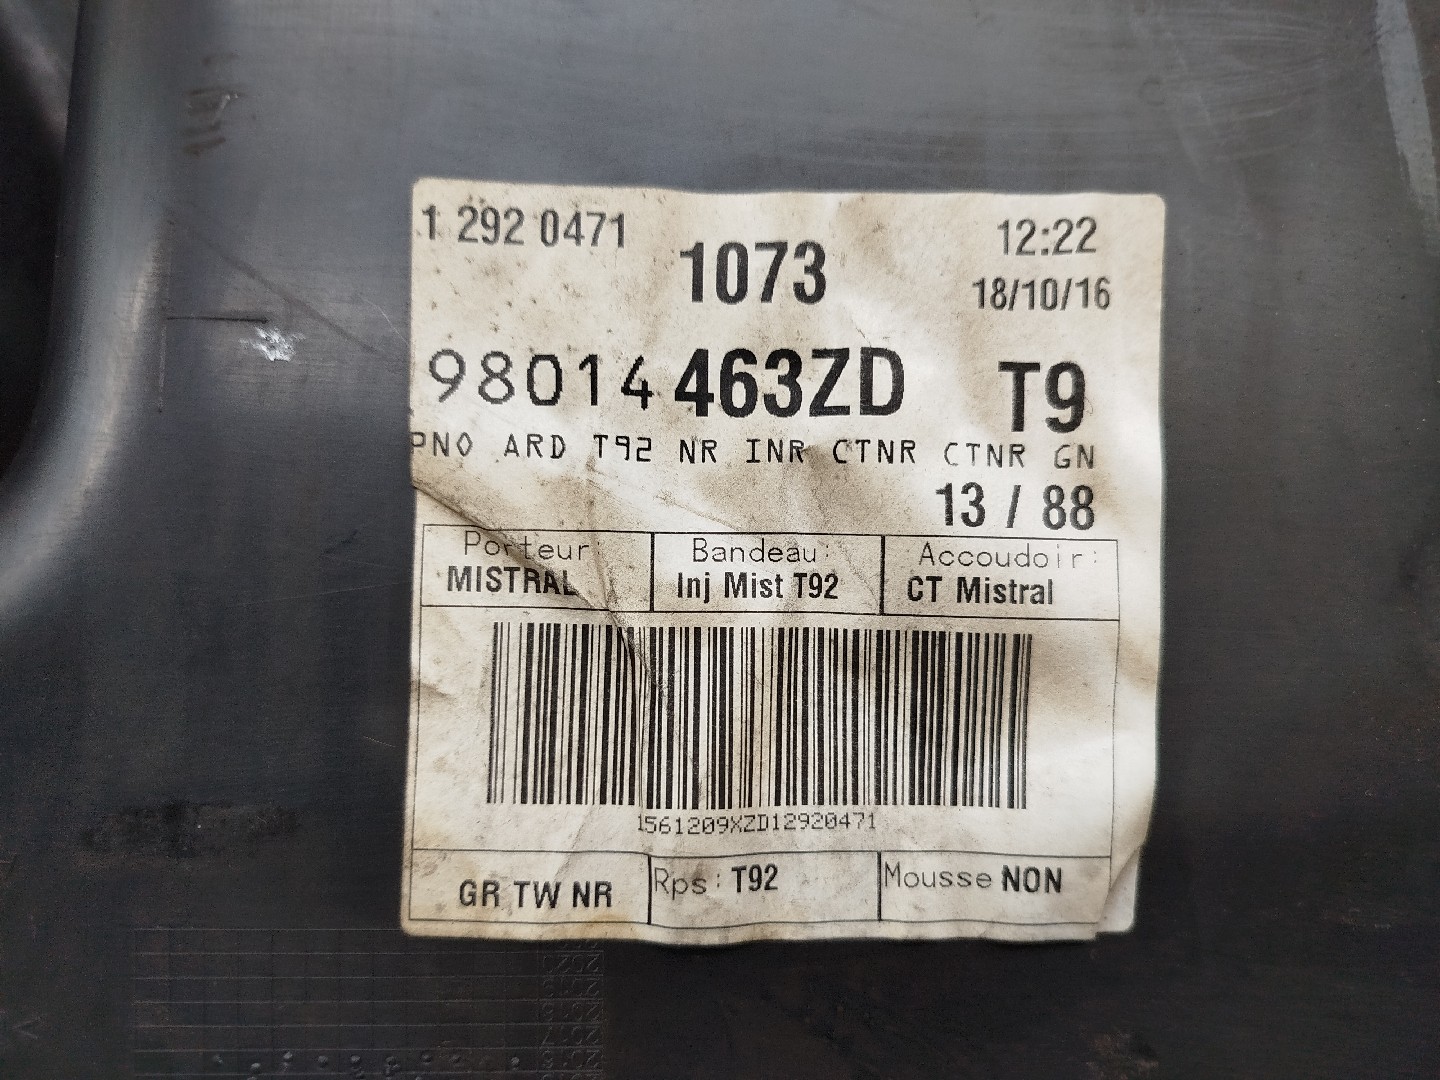 1 292 0471
1073
12:22
18/10/16
98014 463ZD T9
PNO ARD T92 NR INR CTNR CTNR GN
13 / 88
Porteur: Bandeau: Accoudoir:
MISTRAL Inj Mist T92 CT Mistral
1561209XZD12920471
GR TW NR Rps: T92 Mousse NON